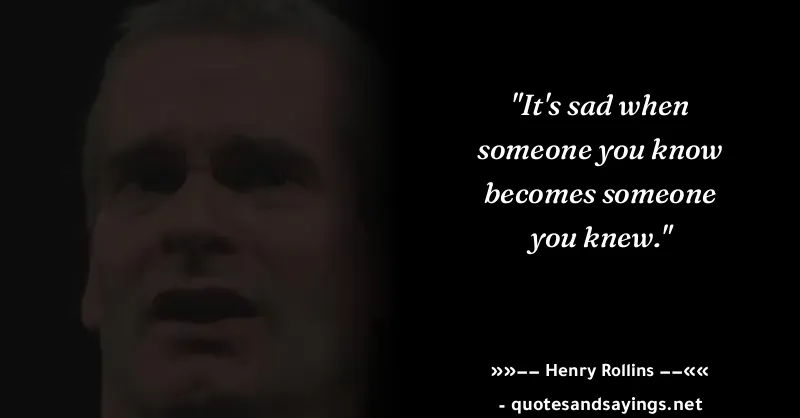 "It's sad when
someone you know
becomes someone
you knew."
»»−− Henry Rollins −−««
- quotesandsayings.net